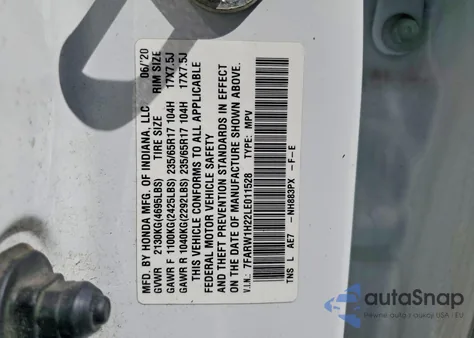 MFD. BY HONDA MFG. OF INDIANA, LLC 06/'20
GVWR 2130KG(4695LBS) TIRE SIZE RIM SIZE
GAWR F 1100KG(2425LBS) 235/65R17 104H 17X7.5J
GAWR R 1040KG(2292LBS) 235/65R17 104H 17X7.5J
THIS VEHICLE CONFORMS TO ALL APPLICABLE
FEDERAL MOTOR VEHICLE SAFETY
AND THEFT PREVENTION STANDARDS IN EFFECT
ON THE DATE OF MANUFACTURE SHOWN ABOVE.
V.I.N.: 7FARW1H22LE011528 TYPE: MPV
TNS L AE7 -NH883PX -F-E
autoSnap